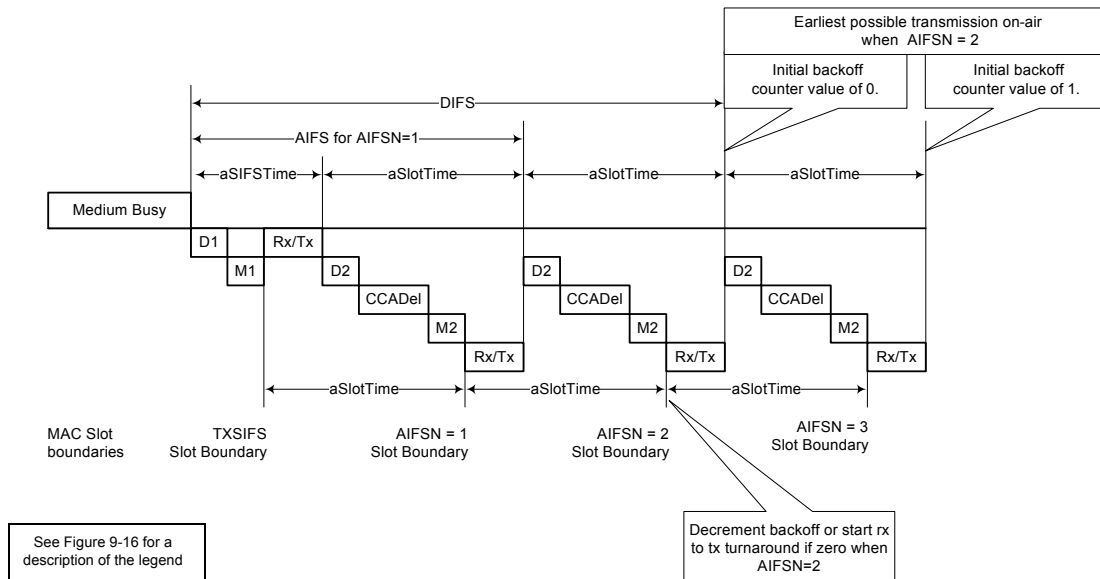 Earliest possible transmission on-air
when AIFSN = 2
Initial backoff
counter value of 0.
Initial backoff
counter value of 1.
DIFS
AIFS for AIFSN=1
aSIFSTime
aSlotTime
aSlotTime
aSlotTime
Medium Busy
D1
Rx/Tx
M1
D2
D2
D2
CCADel
CCADel
CCADel
M2
M2
M2
Rx/Tx
Rx/Tx
Rx/Tx
aSlotTime
aSlotTime
aSlotTime
MAC Slot
boundaries
TXSIFS
Slot Boundary
AIFSN = 1
Slot Boundary
AIFSN = 2
Slot Boundary
AIFSN = 3
Slot Boundary
Decrement backoff or start rx
to tx turnaround if zero when
AIFSN=2
See Figure 9-16 for a
description of the legend